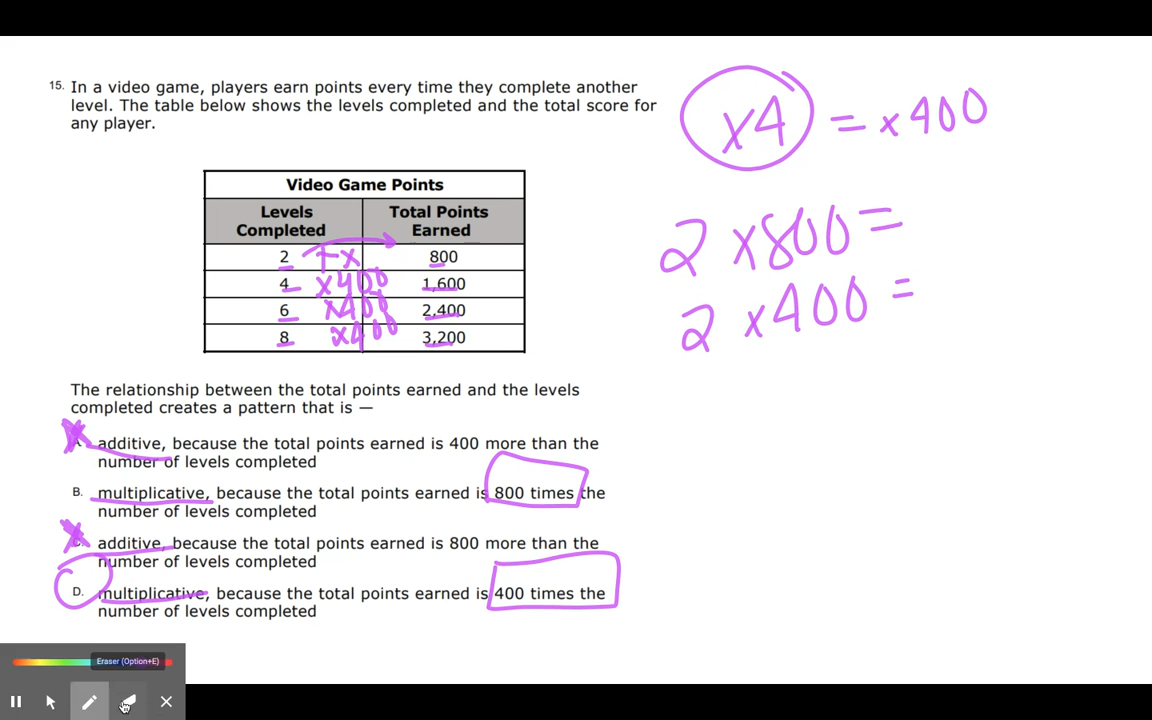 15. In a video game, players earn points every time they complete another
level. The table below shows the levels completed and the total score for
any player.
x4 = x400
2 x800 =
2 x400 =
Video Game Points
Levels Completed Total Points Earned
2 + x 800
4 x400 1,600
6 x400 2,400
8 x400 3,200
The relationship between the total points earned and the levels
completed creates a pattern that is —
additive, because the total points earned is 400 more than the
number of levels completed
B. multiplicative, because the total points earned is 800 times the
number of levels completed
additive, because the total points earned is 800 more than the
number of levels completed
D. multiplicative, because the total points earned is 400 times the
number of levels completed
Eraser (Option+E)